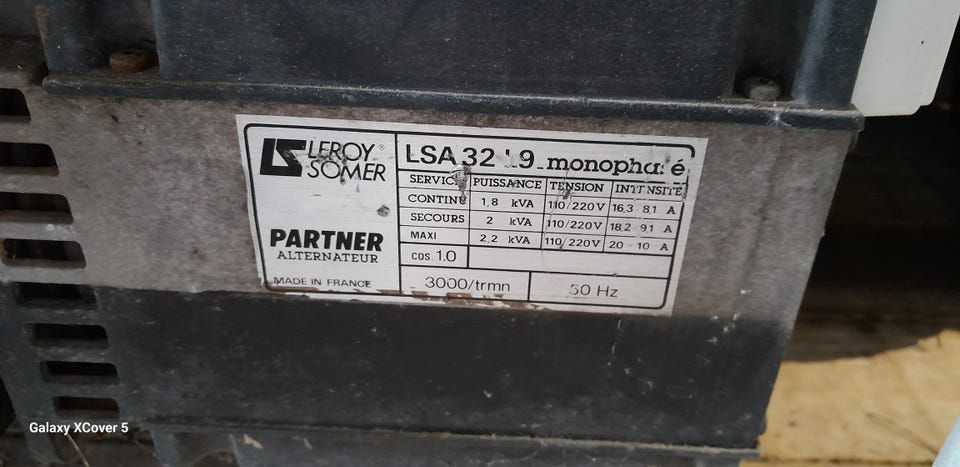 LEROY®
SOMER
PARTNER
ALTERNATEUR
MADE IN FRANCE
LSA 32 L9 monophasé
SERVICE PUISSANCE TENSION INTENSITÉ
CONTINU 1,8 kVA 110/220V 16,3 - 8,1 A
SECOURS 2 kVA 110/220V 18,2 - 9,1 A
MAXI 2,2 kVA 110/220V 20 - 10 A
cos. 1.0
3000/trmn 50 Hz
Galaxy XCover 5